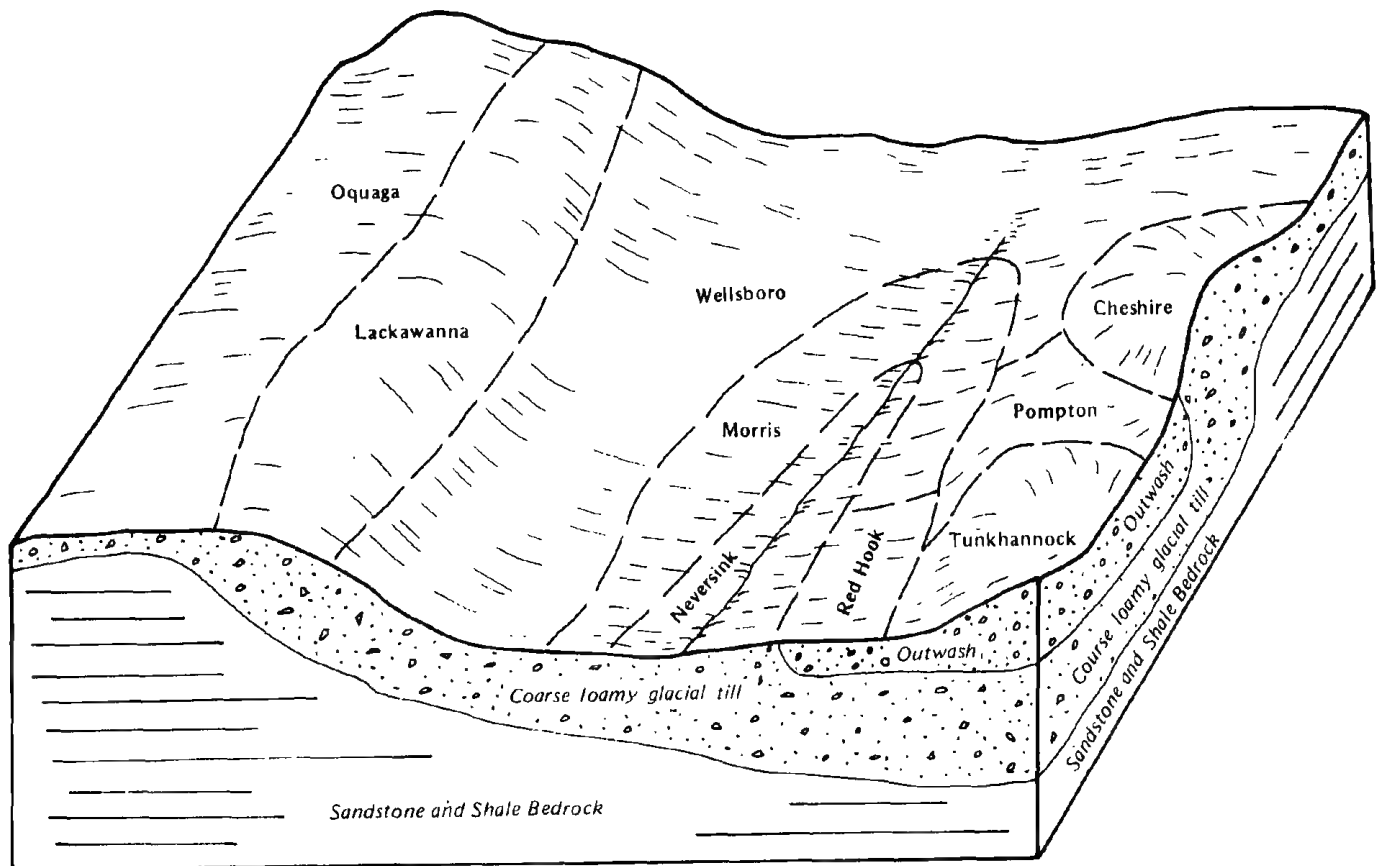 Oquaga
Wellsboro
Cheshire
Lackawanna
Pompton
Morris
Tunkhannock
Neversink
Red Hook
Outwash
Outwash
Coarse loamy glacial till
Course loamy glacial till
Sandstone and Shale Bedrock
Sandstone and Shale Bedrock